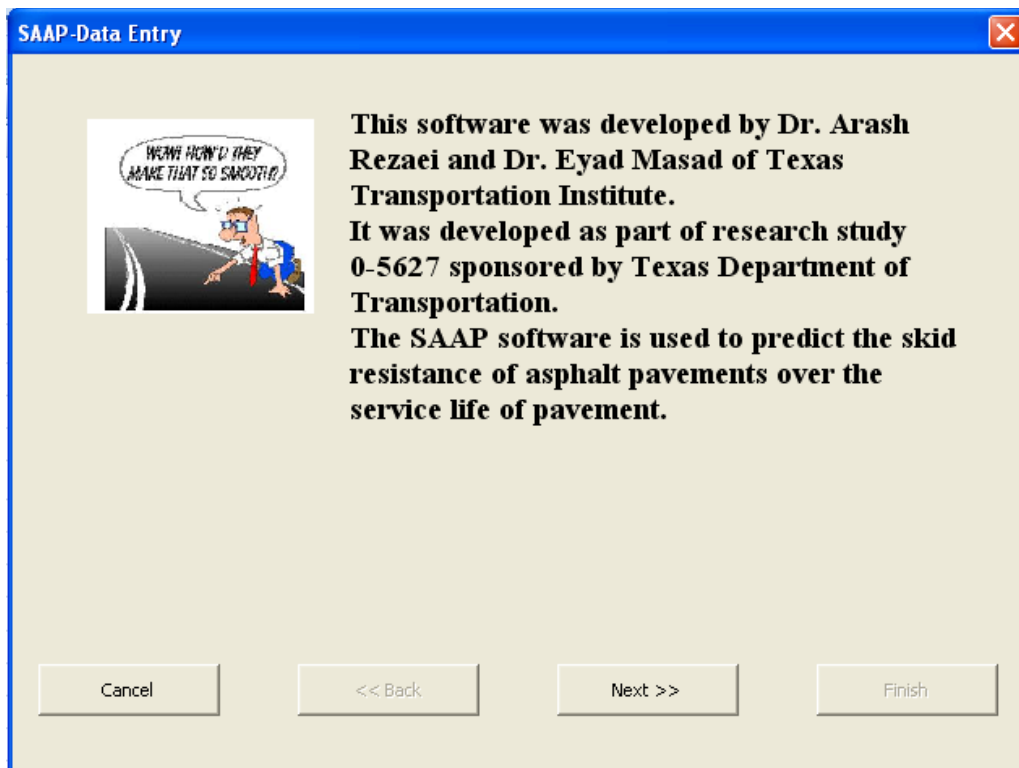 SAAP-Data Entry
WOW! HOW'D THEY
MAKE THAT SO SMOOTH?
This software was developed by Dr. Arash
Rezaei and Dr. Eyad Masad of Texas
Transportation Institute.
It was developed as part of research study
0-5627 sponsored by Texas Department of
Transportation.
The SAAP software is used to predict the skid
resistance of asphalt pavements over the
service life of pavement.
Cancel
<< Back
Next >>
Finish